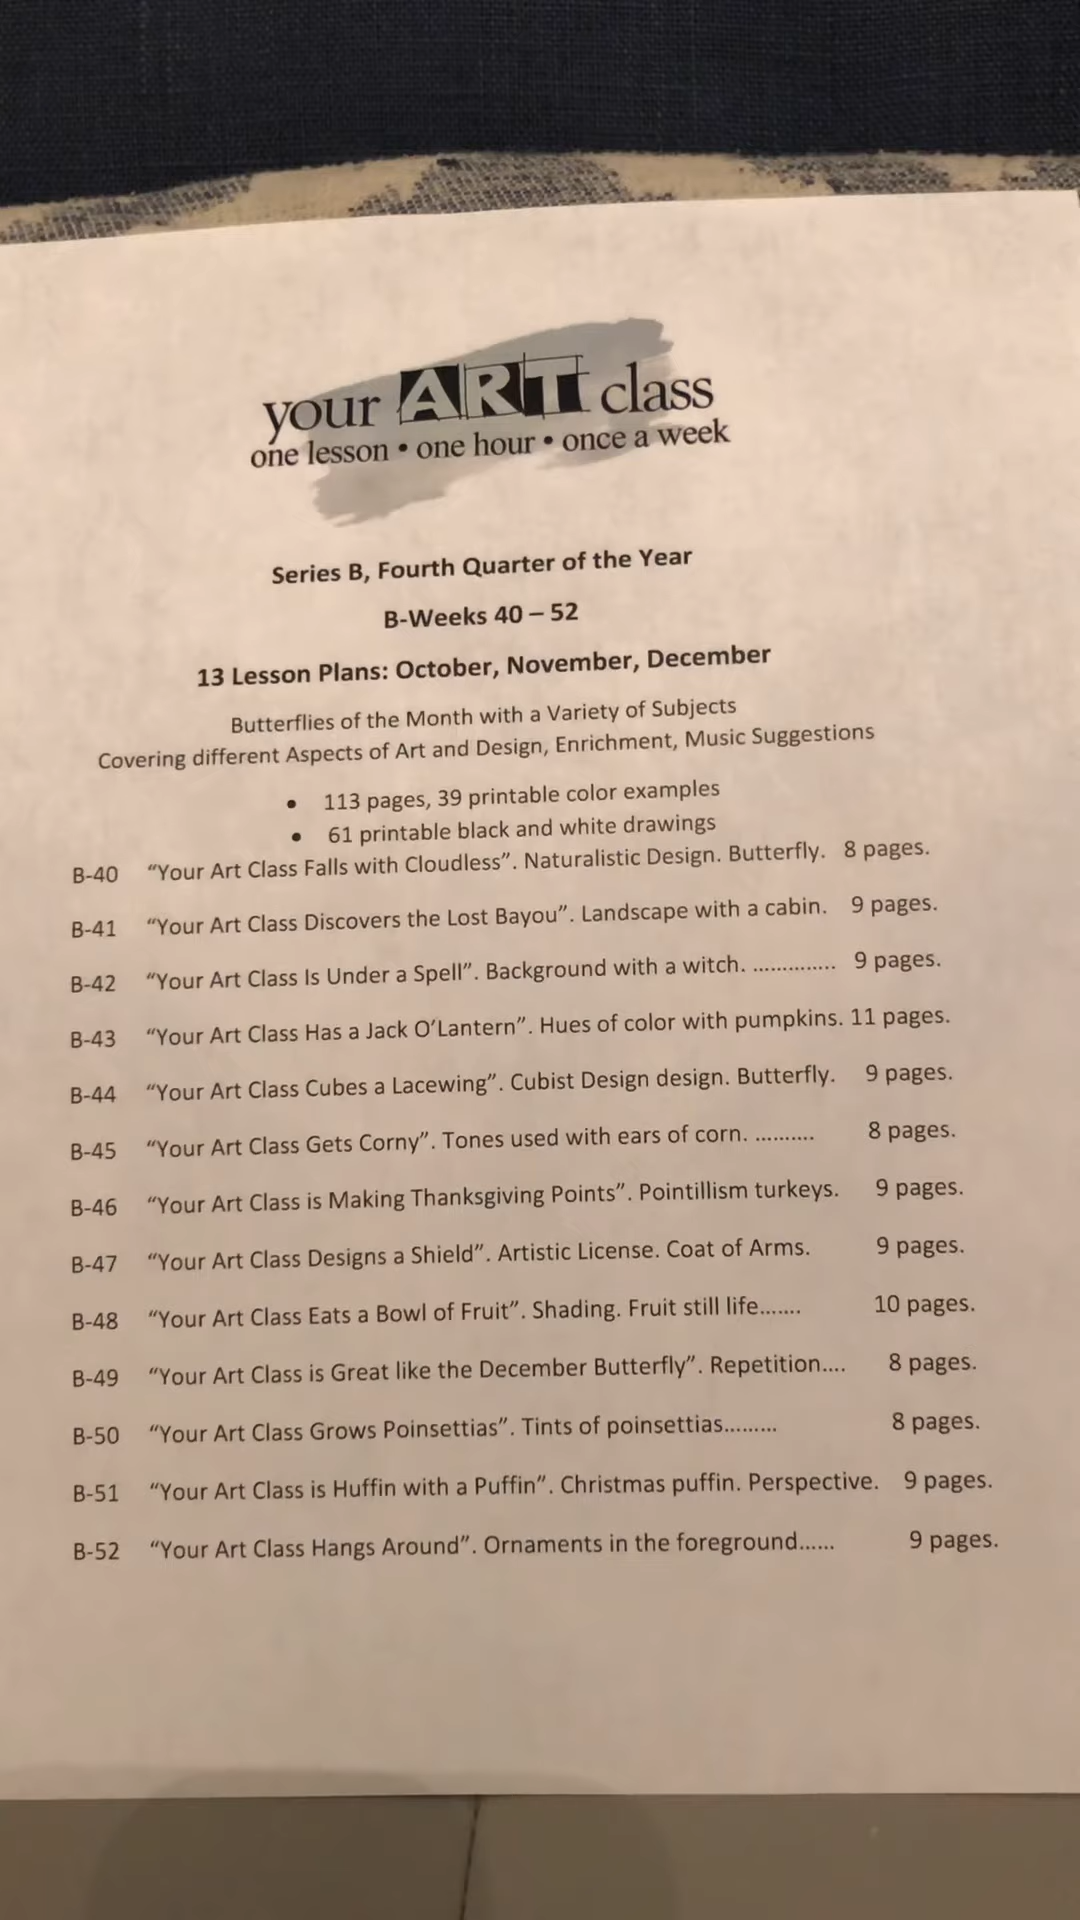 your ART class
one lesson • one hour • once a week
Series B, Fourth Quarter of the Year
B-Weeks 40 – 52
13 Lesson Plans: October, November, December
Butterflies of the Month with a Variety of Subjects
Covering different Aspects of Art and Design, Enrichment, Music Suggestions
• 113 pages, 39 printable color examples
• 61 printable black and white drawings
B-40 “Your Art Class Falls with Cloudless”. Naturalistic Design. Butterfly. 8 pages.
B-41 “Your Art Class Discovers the Lost Bayou”. Landscape with a cabin. 9 pages.
B-42 “Your Art Class Is Under a Spell”. Background with a witch. .............. 9 pages.
B-43 “Your Art Class Has a Jack O’Lantern”. Hues of color with pumpkins. 11 pages.
B-44 “Your Art Class Cubes a Lacewing”. Cubist Design design. Butterfly. 9 pages.
B-45 “Your Art Class Gets Corny”. Tones used with ears of corn. .......... 8 pages.
B-46 “Your Art Class is Making Thanksgiving Points”. Pointillism turkeys. 9 pages.
B-47 “Your Art Class Designs a Shield”. Artistic License. Coat of Arms. 9 pages.
B-48 “Your Art Class Eats a Bowl of Fruit”. Shading. Fruit still life....... 10 pages.
B-49 “Your Art Class is Great like the December Butterfly”. Repetition.... 8 pages.
B-50 “Your Art Class Grows Poinsettias”. Tints of poinsettias......... 8 pages.
B-51 “Your Art Class is Huffin with a Puffin”. Christmas puffin. Perspective. 9 pages.
B-52 “Your Art Class Hangs Around”. Ornaments in the foreground...... 9 pages.